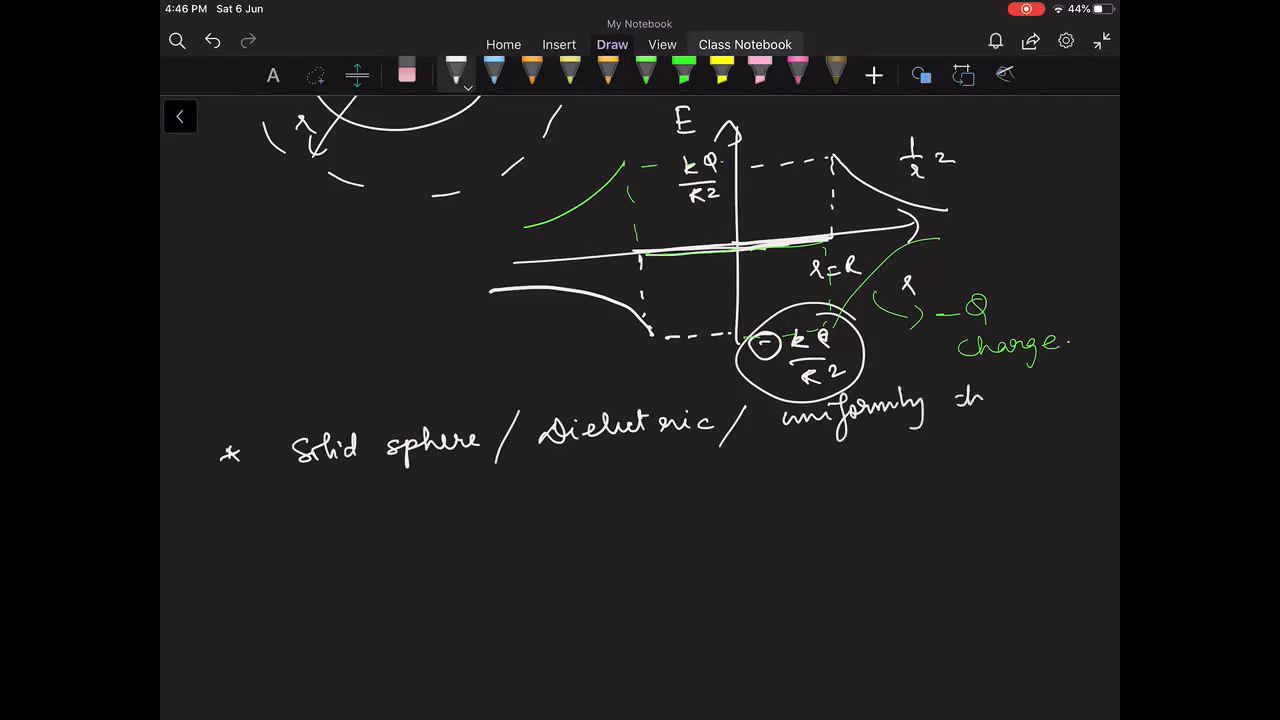 4:46 PM Sat 6 Jun
44%
My Notebook
Home Insert Draw View Class Notebook
A
r
E
kQ
R2
1
r 2
r = R
r
- Q
charge.
- kQ
R2
* Solid sphere / Dielectric / uniformly ch